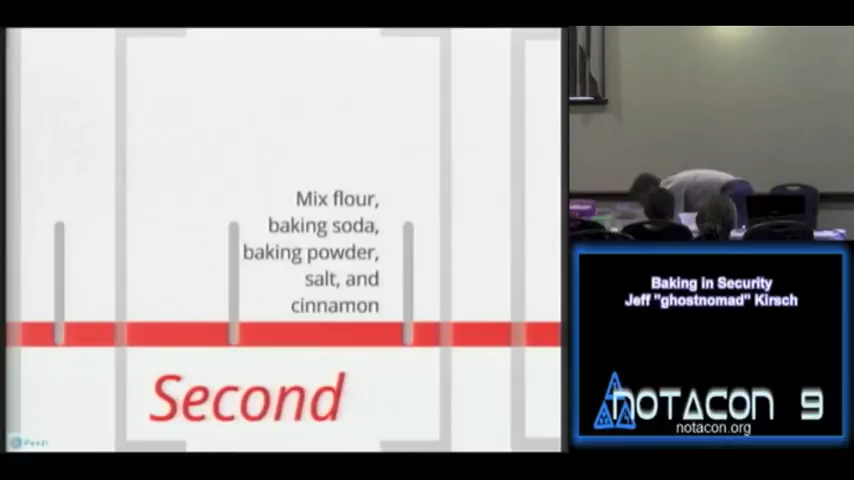 Mix flour,
baking soda,
baking powder,
salt, and
cinnamon
Second
Prezi
Baking in Security
Jeff "ghostnomad" Kirsch
NOTACON 9
notacon.org